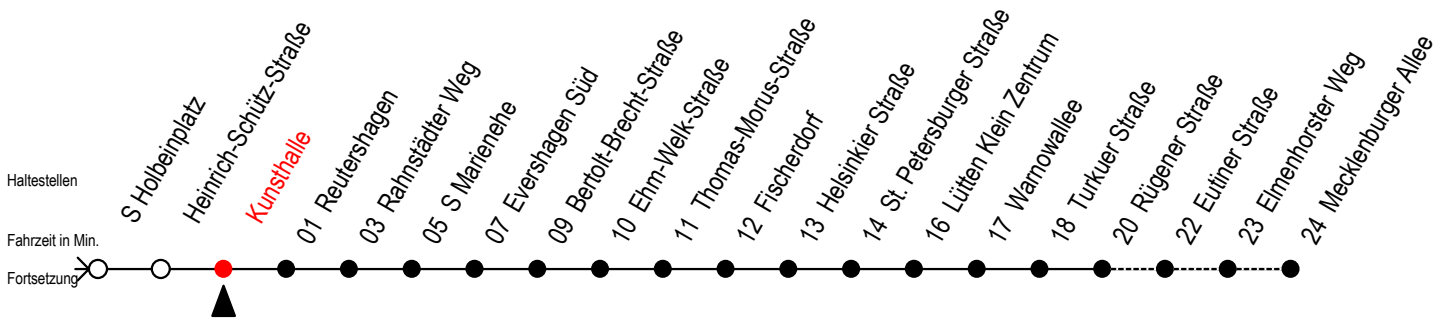 S Holbeinplatz
Heinrich-Schütz-Straße
Kunsthalle
01 Reutershagen
03 Rahnstädter Weg
05 S Marienehe
07 Evershagen Süd
09 Bertolt-Brecht-Straße
10 Ehm-Welk-Straße
11 Thomas-Morus-Straße
12 Fischerdorf
13 Helsinkier Straße
14 St. Petersburger Straße
16 Lütten Klein Zentrum
17 Warnowallee
18 Turkuer Straße
20 Rügener Straße
22 Eutiner Straße
23 Elmenhorster Weg
24 Mecklenburger Allee
Haltestellen
Fahrzeit in Min.
Fortsetzung